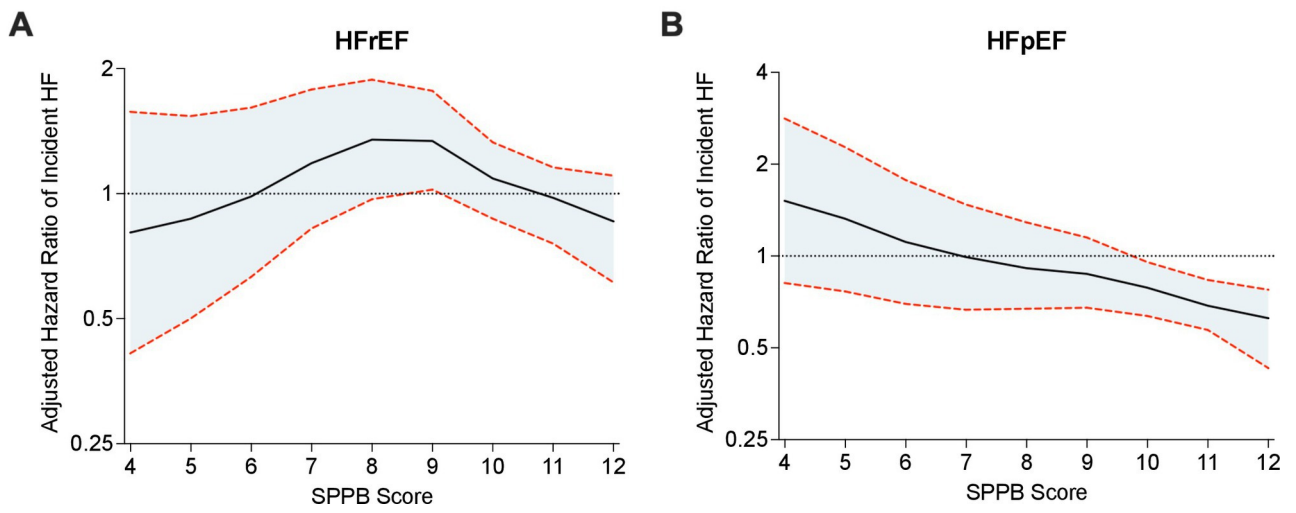 A
HFrEF
Adjusted Hazard Ratio of Incident HF
2
1
0.5
0.25
4 5 6 7 8 9 10 11 12
SPPB Score
B
HFpEF
Adjusted Hazard Ratio of Incident HF
4
2
1
0.5
0.25
4 5 6 7 8 9 10 11 12
SPPB Score